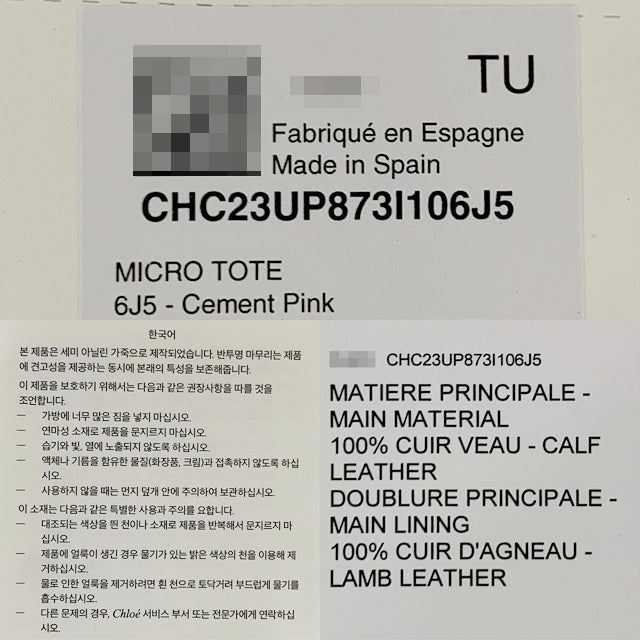 TU
Fabriqué en Espagne
Made in Spain
CHC23UP873I106J5
MICRO TOTE
6J5 - Cement Pink
한국어
본 제품은 세미 아닐린 가죽으로 제작되었습니다. 반투명 마무리는 제품
에 견고성을 제공하는 동시에 본래의 특성을 보존해줍니다.
이 제품을 보호하기 위해서는 다음과 같은 권장사항을 따를 것을
조언합니다.
— 가방에 너무 많은 짐을 넣지 마십시오.
— 연마성 소재로 제품을 문지르지 마십시오.
— 습기와 빛, 열에 노출되지 않도록 하십시오.
— 액체나 기름을 함유한 물질(화장품, 크림)과 접촉하지 않도록 하십
시오.
— 사용하지 않을 때는 먼지 덮개 안에 주의하여 보관하십시오.
이 소재는 다음과 같은 특별한 사용과 주의를 요합니다.
— 대조되는 색상을 띤 천이나 소재로 제품을 반복해서 문지르지 마
십시오.
— 제품에 얼룩이 생긴 경우 물기가 있는 밝은 색상의 천을 이용해 제
거하십시오.
— 물로 인한 얼룩을 제거하려면 흰 천으로 토닥거려 부드럽게 물기를
흡수하십시오.
— 다른 문제의 경우, Chloé 서비스 부서 또는 전문가에게 연락하십
시오.
CHC23UP873I106J5
MATIERE PRINCIPALE -
MAIN MATERIAL
100% CUIR VEAU - CALF
LEATHER
DOUBLURE PRINCIPALE -
MAIN LINING
100% CUIR D'AGNEAU -
LAMB LEATHER